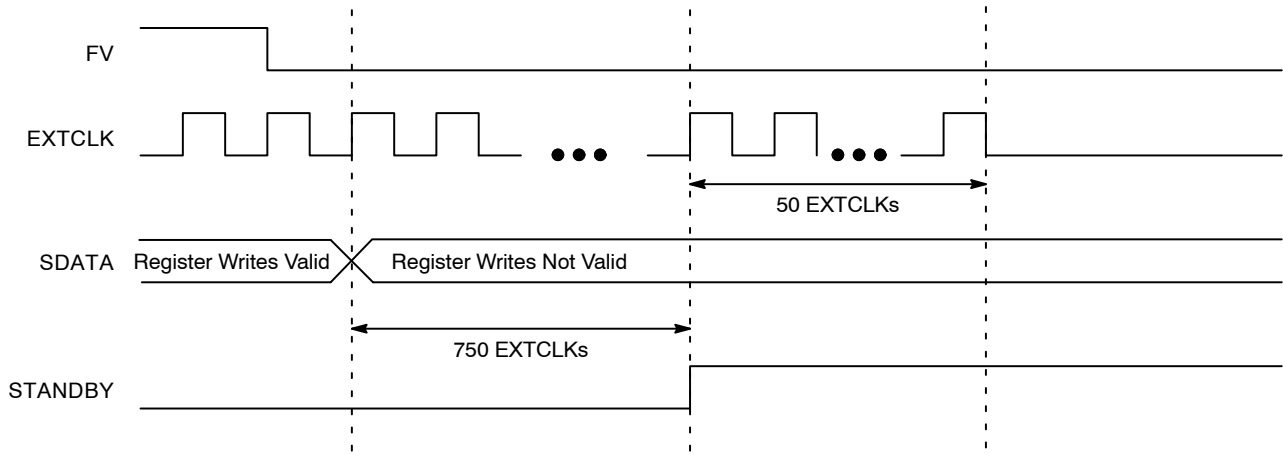 FV
EXTCLK
50 EXTCLKs
SDATA Register Writes Valid Register Writes Not Valid
750 EXTCLKs
STANDBY